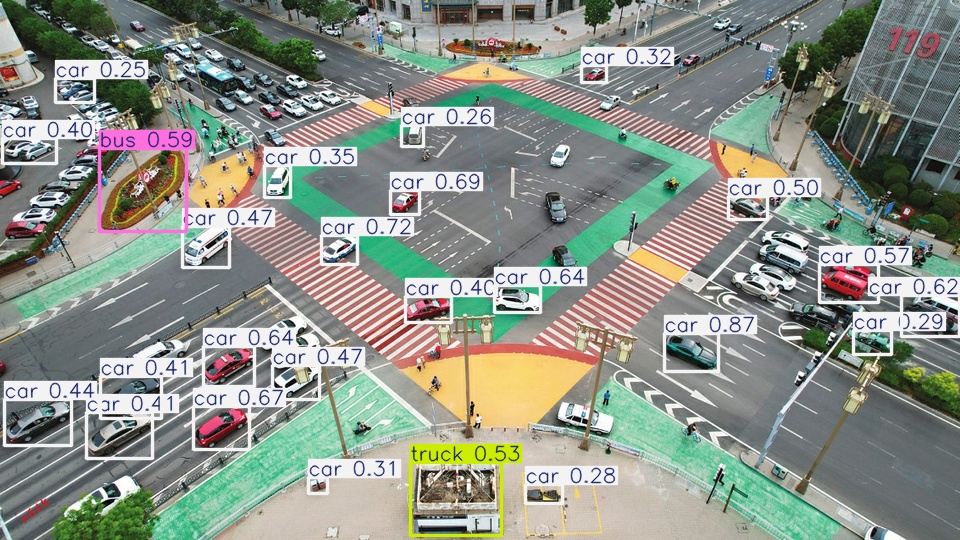 car 0.32
119
car 0.25
car 0.26
car 0.40
bus 0.59
car 0.35
car 0.69
car 0.50
car 0.47
car 0.72
car 0.57
car 0.64
car 0.40
car 0.62
car 0.29
car 0.87
car 0.64
car 0.47
car 0.41
car 0.44
car 0.41
car 0.67
truck 0.53
car 0.31
car 0.28